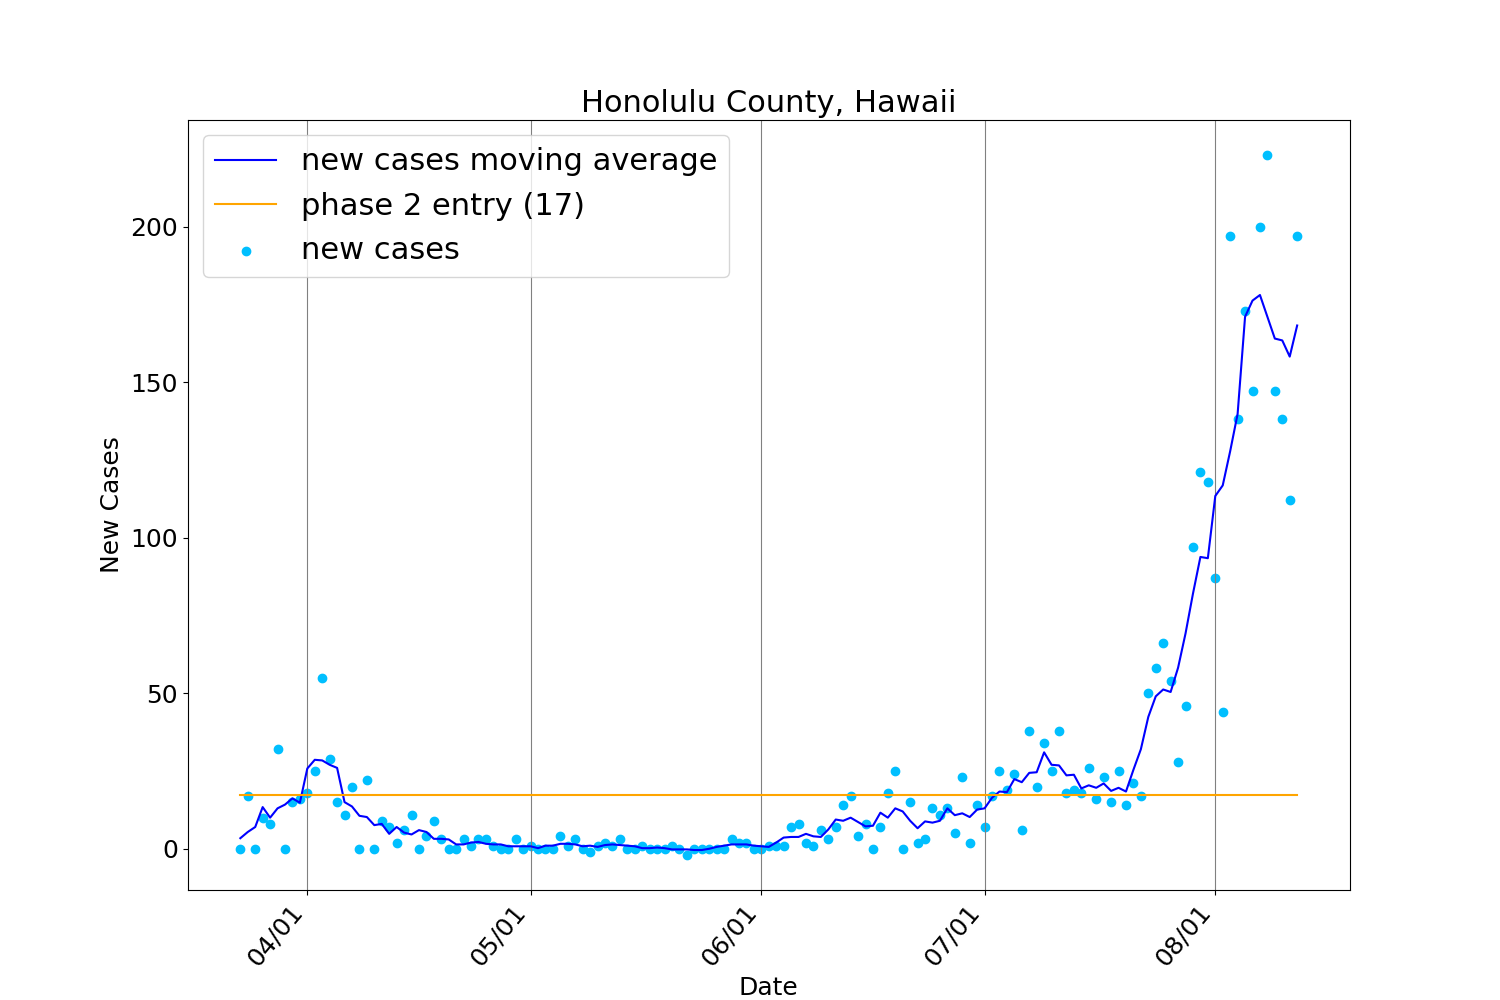 Honolulu County, Hawaii
new cases moving average
phase 2 entry (17)
new cases
200
150
100
50
0
New Cases
04/01
05/01
06/01
07/01
08/01
Date